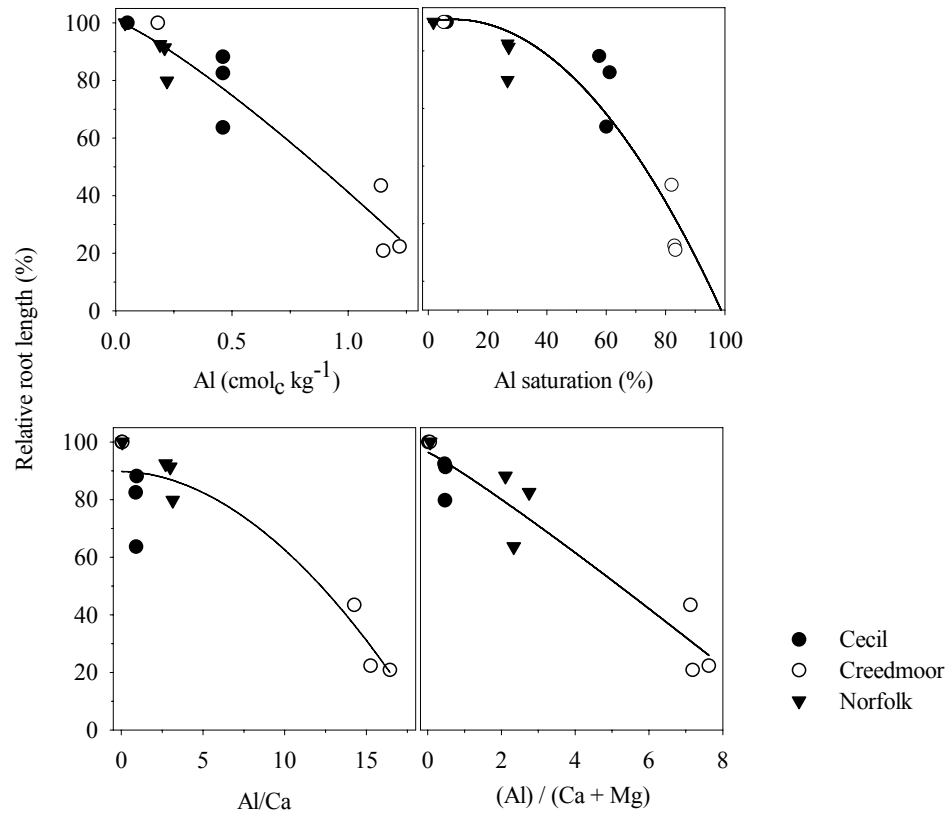 Relative root length (%)
100
80
60
40
20
0
0.0 0.5 1.0
Al (cmolc kg-1)
0 20 40 60 80 100
Al saturation (%)
100
80
60
40
20
0
0 5 10 15
Al/Ca
0 2 4 6 8
(Al) / (Ca + Mg)
Cecil
Creedmoor
Norfolk